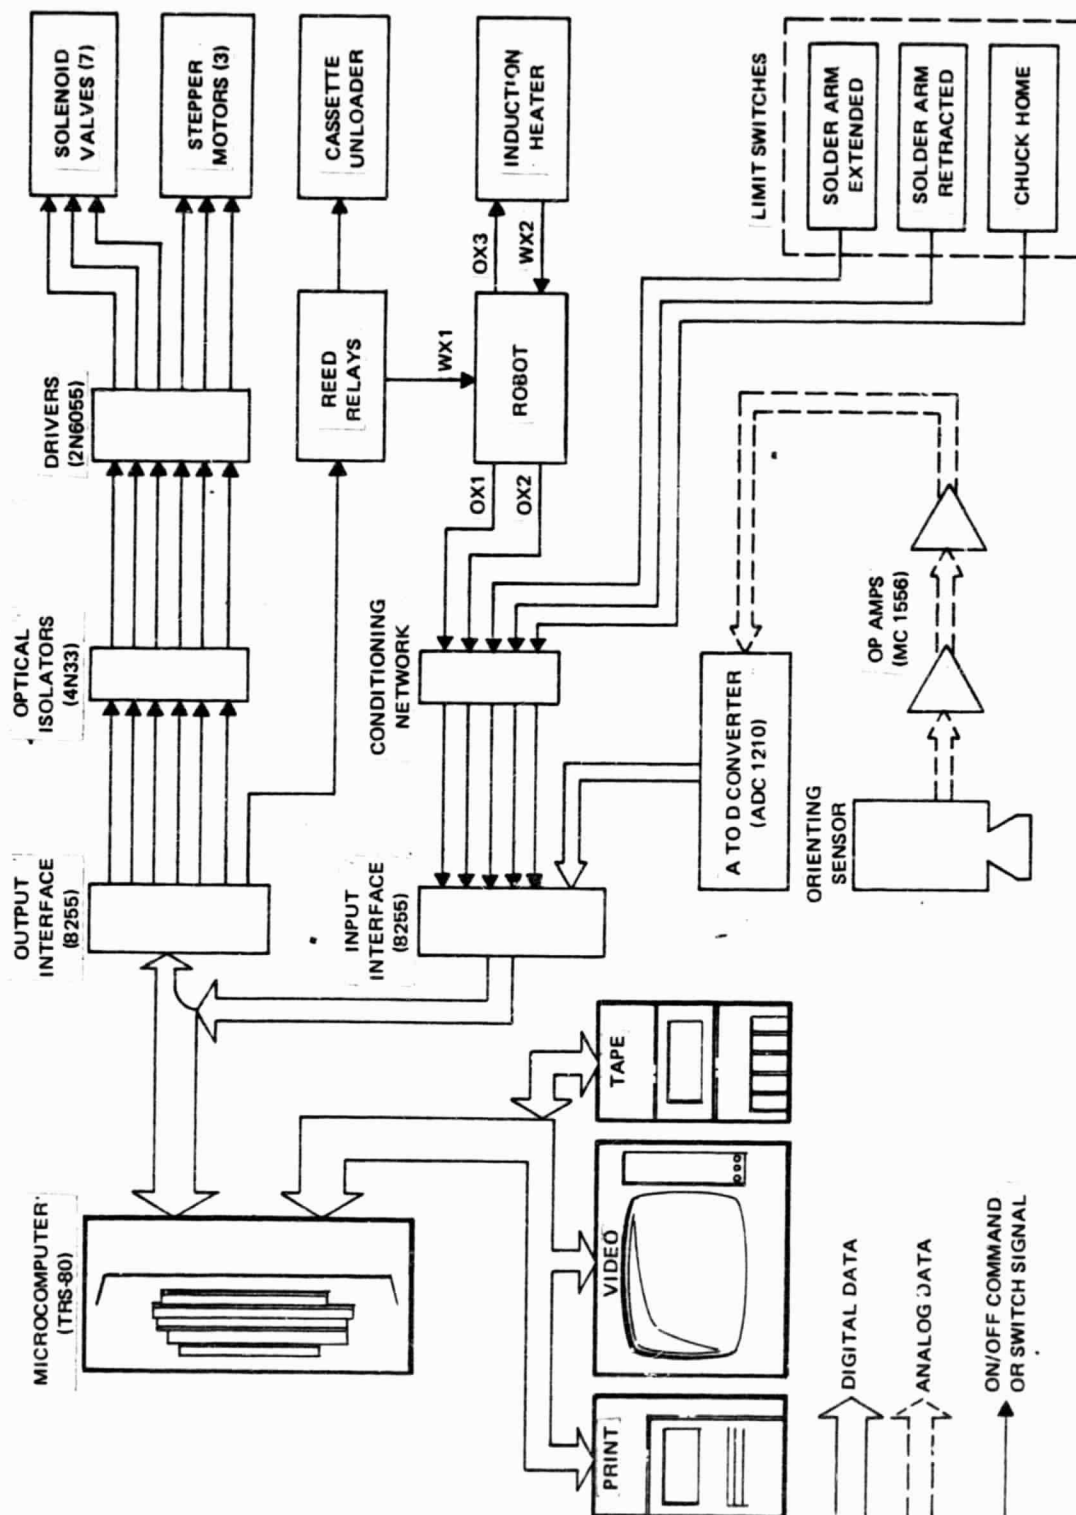 MICROCOMPUTER
(TRS-80)
OUTPUT
INTERFACE
(8255)
OPTICAL
ISOLATORS
(4N33)
DRIVERS
(2N6055)
SOLENOID
VALVES (7)
STEPPER
MOTORS (3)
CASSETTE
UNLOADER
REED
RELAYS
WX1
INDUCTION
HEATER
OX3
WX2
ROBOT
OX1
OX2
CONDITIONING
NETWORK
INPUT
INTERFACE
(8255)
LIMIT SWITCHES
SOLDER ARM
EXTENDED
SOLDER ARM
RETRACTED
CHUCK HOME
A TO D CONVERTER
(ADC 1210)
OP AMPS
(MC 1556)
ORIENTING
SENSOR
PRINT
VIDEO
TAPE
DIGITAL DATA
ANALOG DATA
ON/OFF COMMAND
OR SWITCH SIGNAL